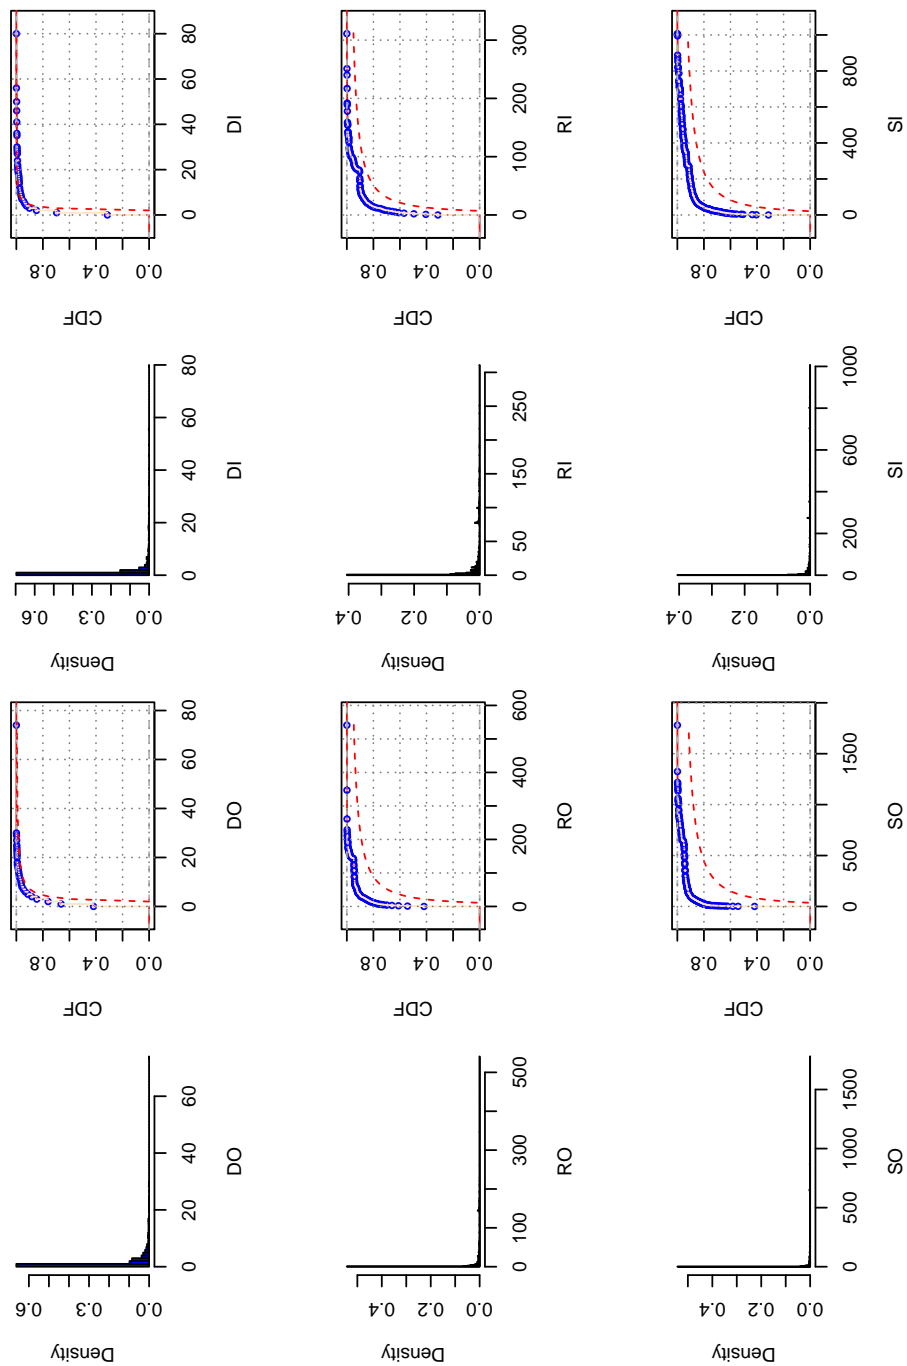 Density
0.0 0.3 0.6
0 20 40 60
DO
CDF
0.0 0.4 0.8
0 20 40 60 80
DO
Density
0.0 0.3 0.6
0 20 40 60 80
DI
CDF
0.0 0.4 0.8
0 20 40 60 80
DI
Density
0.0 0.2 0.4
0 100 300 500
RO
CDF
0.0 0.4 0.8
0 200 400 600
RO
Density
0.0 0.2 0.4
0 50 150 250
RI
CDF
0.0 0.4 0.8
0 100 200 300
RI
Density
0.0 0.2 0.4
0 500 1000 1500
SO
CDF
0.0 0.4 0.8
0 500 1500
SO
Density
0.0 0.2 0.4
0 200 600 1000
SI
CDF
0.0 0.4 0.8
0 400 800
SI